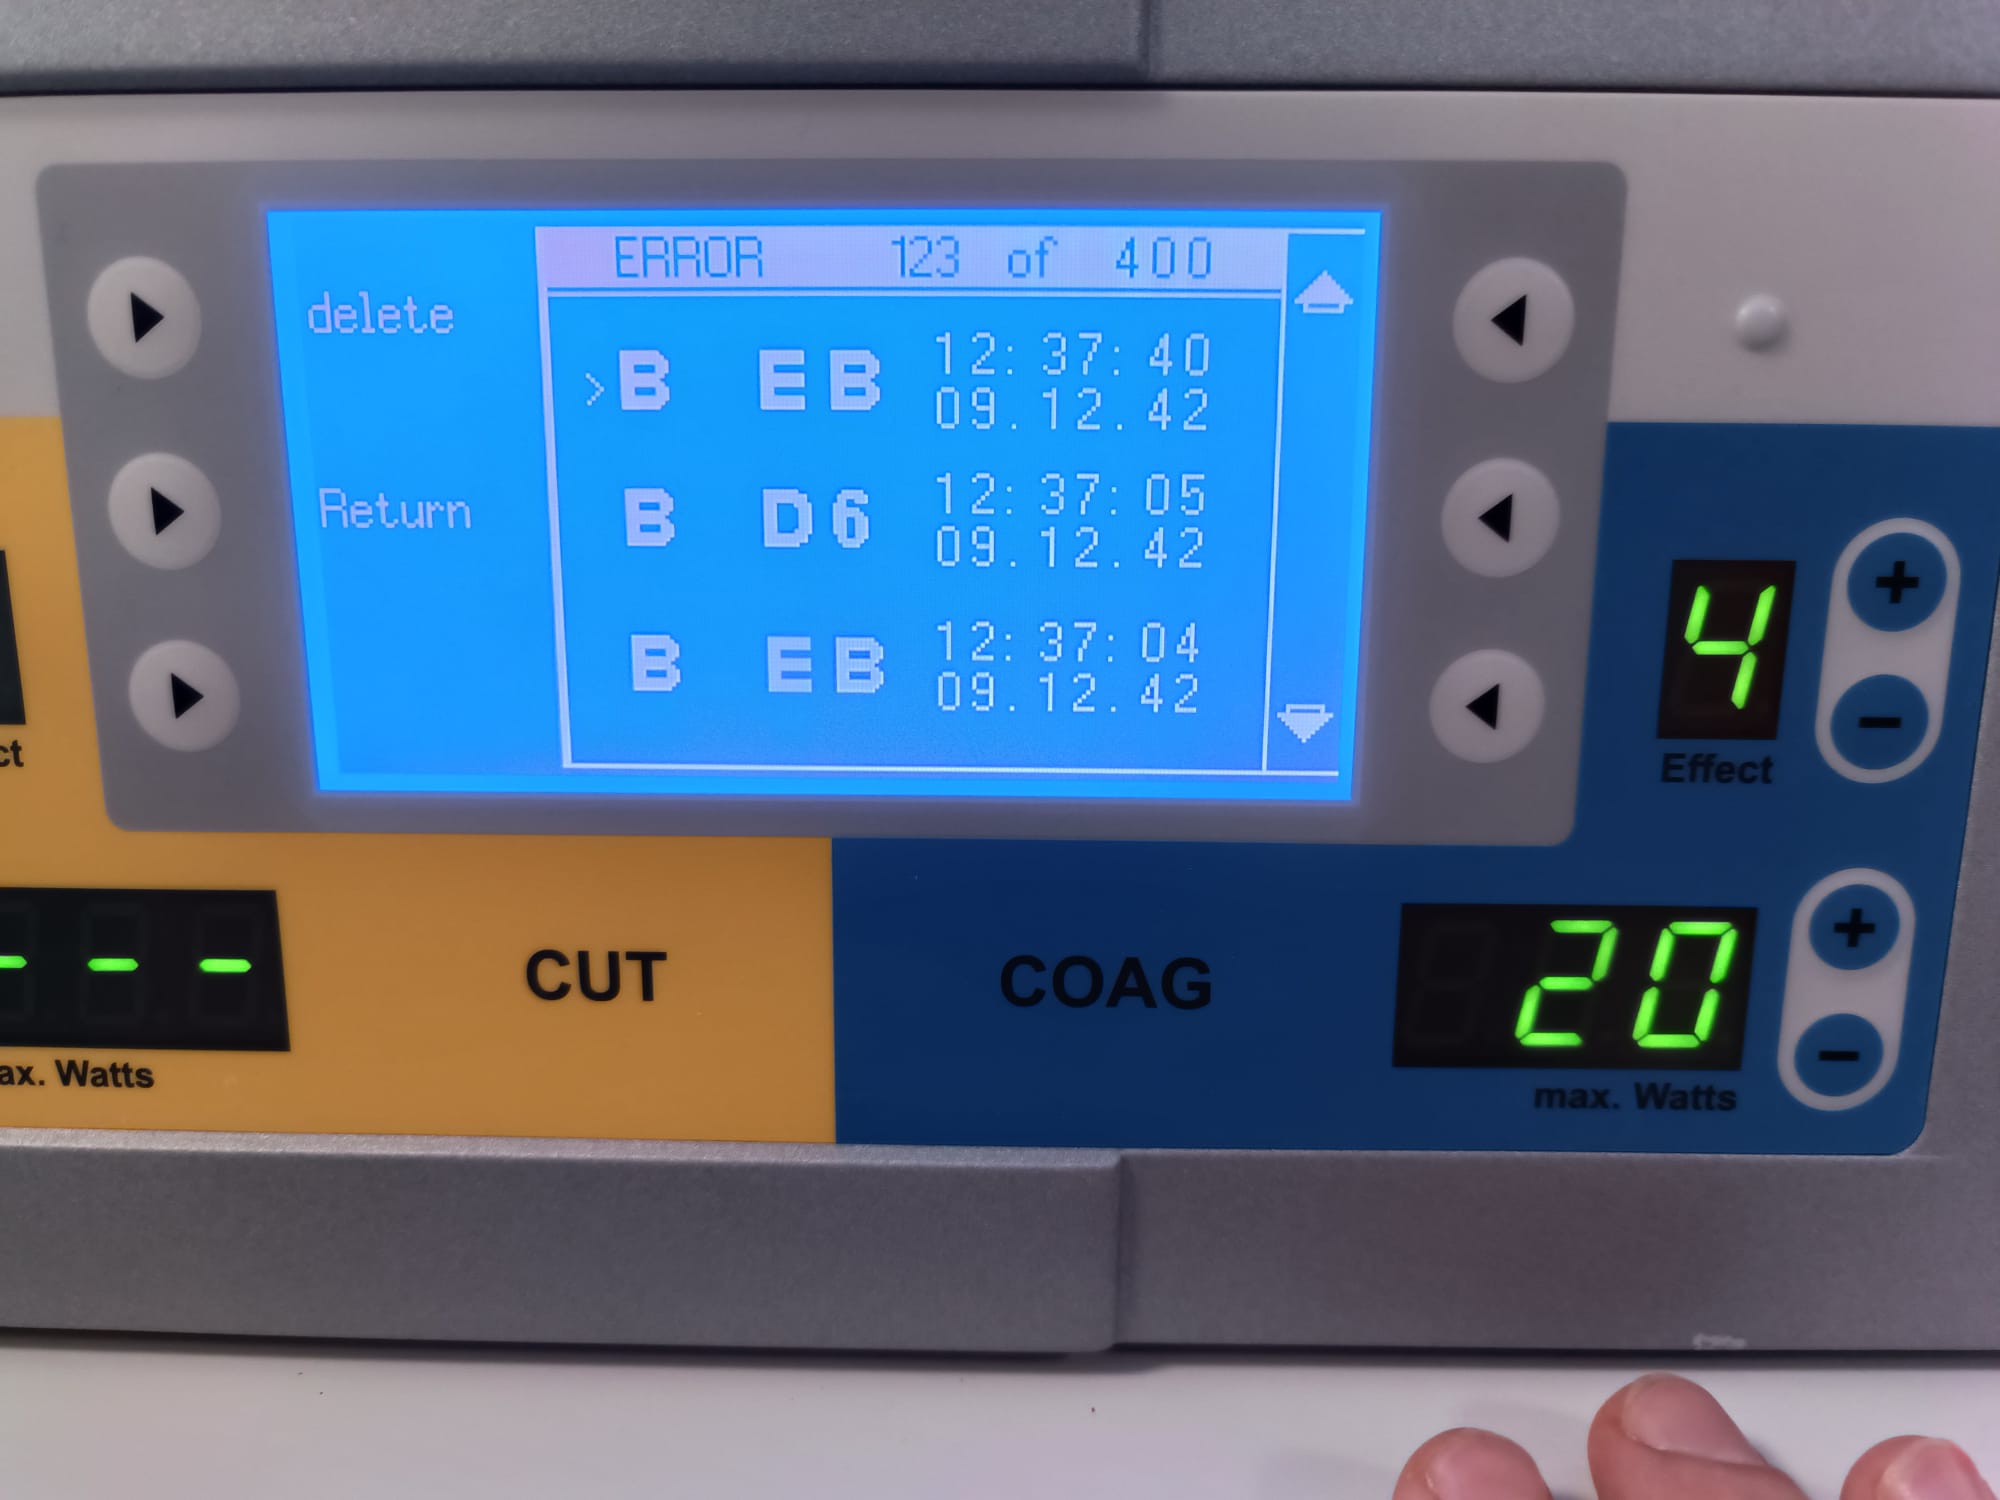 ERROR 123 of 400
delete
>B EB 12:37:40
09.12.42
Return
B D6 12:37:05
09.12.42
B EB 12:37:04
09.12.42
4
+
-
ct
Effect
- - -
CUT
COAG
20
+
-
ax. Watts
max. Watts